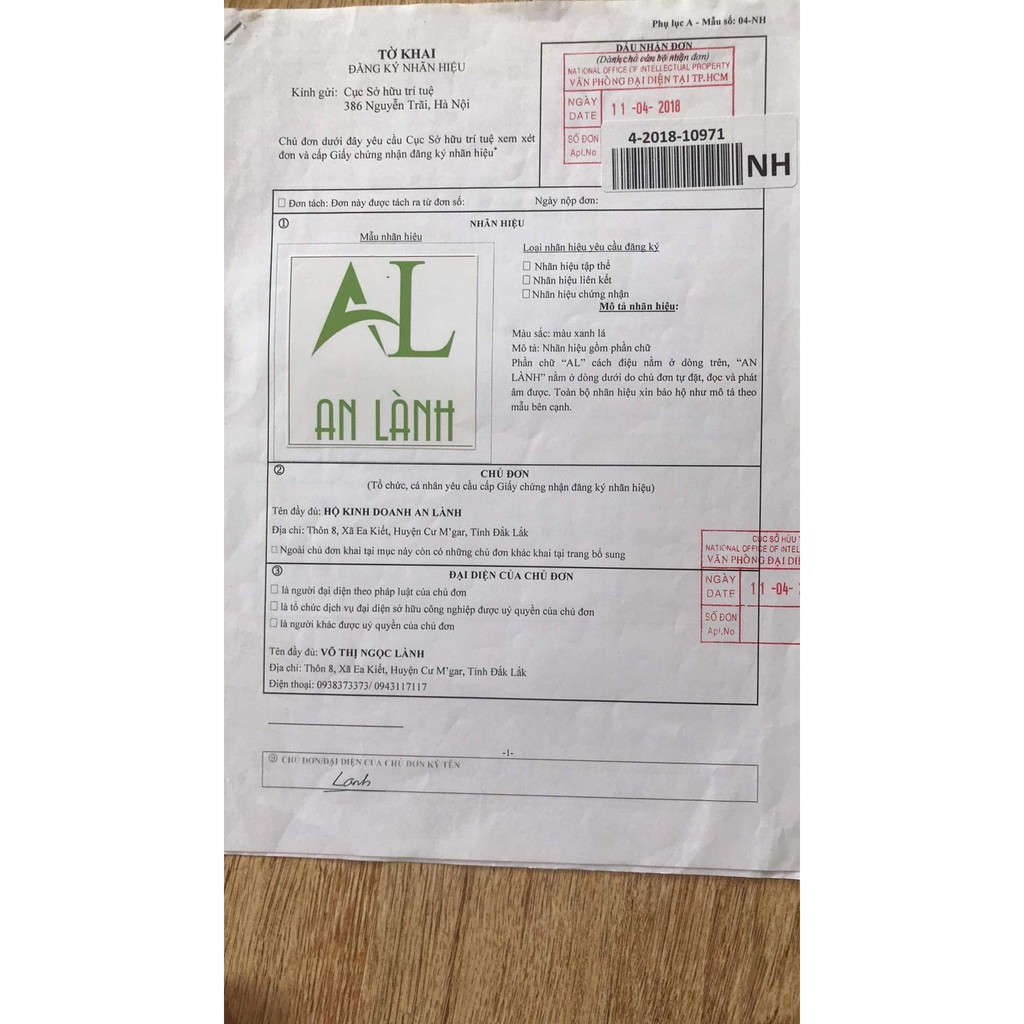 Phụ lục A - Mẫu số: 04-NH
TỜ KHAI
ĐĂNG KÝ NHÃN HIỆU
Kính gửi: Cục Sở hữu trí tuệ
386 Nguyễn Trãi, Hà Nội
Chủ đơn dưới đây yêu cầu Cục Sở hữu trí tuệ xem xét
đơn và cấp Giấy chứng nhận đăng ký nhãn hiệu*
DẤU NHẬN ĐƠN
(Dành cho cán bộ nhận đơn)
NATIONAL OFFICE OF INTELLECTUAL PROPERTY
VĂN PHÒNG ĐẠI DIỆN TẠI TP.HCM
NGÀY
DATE
11 -04- 2018
SỐ ĐƠN
Apl.No
4-2018-10971
NH
☐ Đơn tách: Đơn này được tách ra từ đơn số: Ngày nộp đơn:
① NHÃN HIỆU
Mẫu nhãn hiệu
AL
AN LÀNH
Loại nhãn hiệu yêu cầu đăng ký
☐ Nhãn hiệu tập thể
☐ Nhãn hiệu liên kết
☐ Nhãn hiệu chứng nhận
Mô tả nhãn hiệu:
Màu sắc: màu xanh lá
Mô tả: Nhãn hiệu gồm phần chữ
Phần chữ “AL” cách điệu nằm ở dòng trên, “AN
LÀNH” nằm ở dòng dưới do chủ đơn tự đặt, đọc và phát
âm được. Toàn bộ nhãn hiệu xin bảo hộ như mô tả theo
mẫu bên cạnh.
② CHỦ ĐƠN
(Tổ chức, cá nhân yêu cầu cấp Giấy chứng nhận đăng ký nhãn hiệu)
Tên đầy đủ: HỘ KINH DOANH AN LÀNH
Địa chỉ: Thôn 8, Xã Ea Kiết, Huyện Cư M’gar, Tỉnh Đắk Lắk
☐ Ngoài chủ đơn khai tại mục này còn có những chủ đơn khác khai tại trang bổ sung
CỤC SỞ HỮU
NATIONAL OFFICE OF INTELL
VĂN PHÒNG ĐẠI DI
NGÀY
DATE
11 -04-
SỐ ĐƠN
Apl.No
③ ĐẠI DIỆN CỦA CHỦ ĐƠN
☐ là người đại diện theo pháp luật của chủ đơn
☐ là tổ chức dịch vụ đại diện sở hữu công nghiệp được uỷ quyền của chủ đơn
☐ là người khác được uỷ quyền của chủ đơn
Tên đầy đủ: VÕ THỊ NGỌC LÀNH
Địa chỉ: Thôn 8, Xã Ea Kiết, Huyện Cư M’gar, Tỉnh Đắk Lắk
Điện thoại: 0938373373/ 0943117117
-1-
CHỦ ĐƠN/ĐẠI DIỆN CỦA CHỦ ĐƠN KÝ TÊN
Lanh